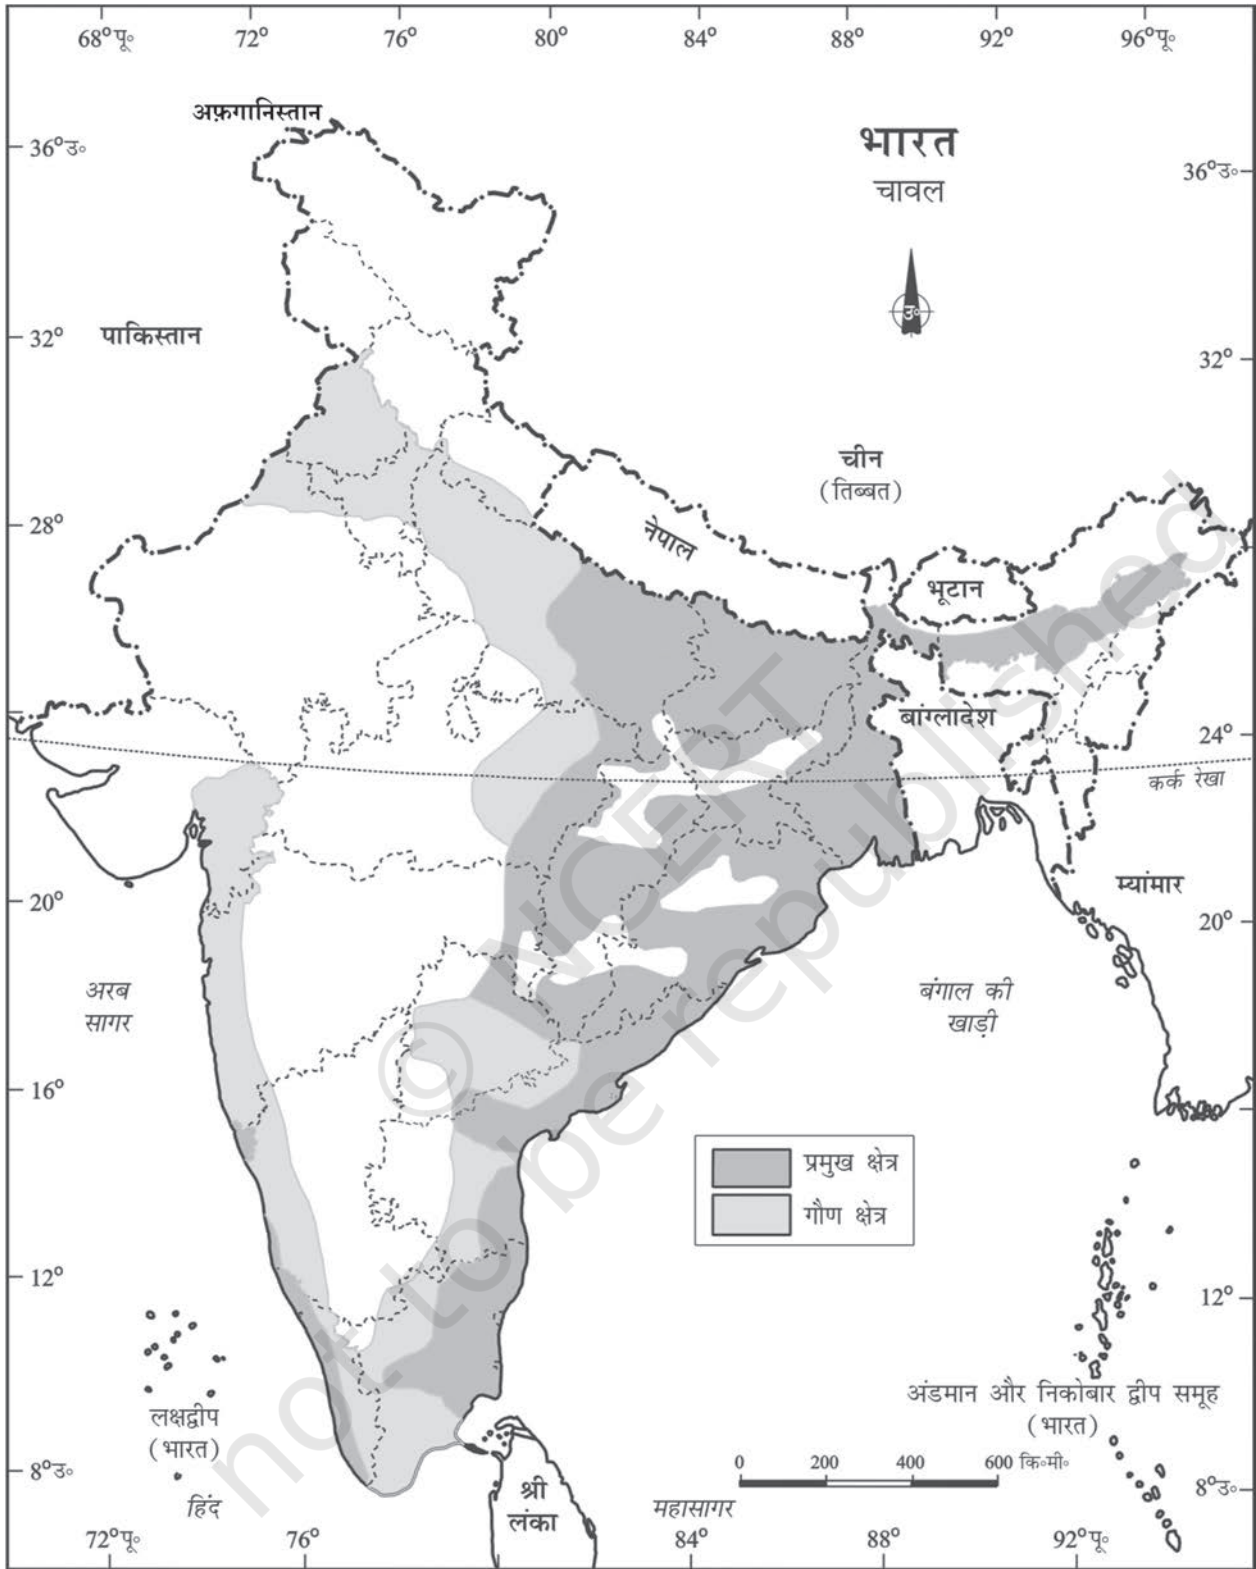 68°पू॰ 72° 76° 80° 84° 88° 92° 96°पू॰
अफ़गानिस्तान
भारत
चावल
36°उ॰
36°उ॰
उ॰
पाकिस्तान
32°
32°
चीन
(तिब्बत)
28°
नेपाल
भूटान
बांग्लादेश
24°
कर्क रेखा
म्यांमार
20°
20°
अरब
सागर
बंगाल की
खाड़ी
16°
प्रमुख क्षेत्र
गौण क्षेत्र
12°
12°
लक्षद्वीप
(भारत)
अंडमान और निकोबार द्वीप समूह
(भारत)
0 200 400 600 कि॰मी॰
8°उ॰
8°उ॰
हिंद
श्री
लंका
महासागर
72°पू॰ 76° 84° 88° 92°पू॰
© NCERT
not to be republished